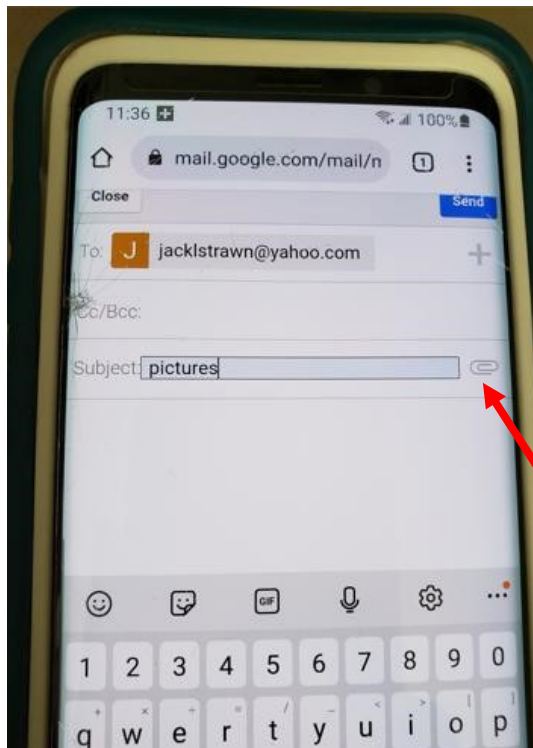 11:36 100%
mail.google.com/mail/n 1
Close Send
To: J jacklstrawn@yahoo.com
Cc/Bcc:
Subject: pictures
GIF
1 2 3 4 5 6 7 8 9 0
q w e r t y u i o p